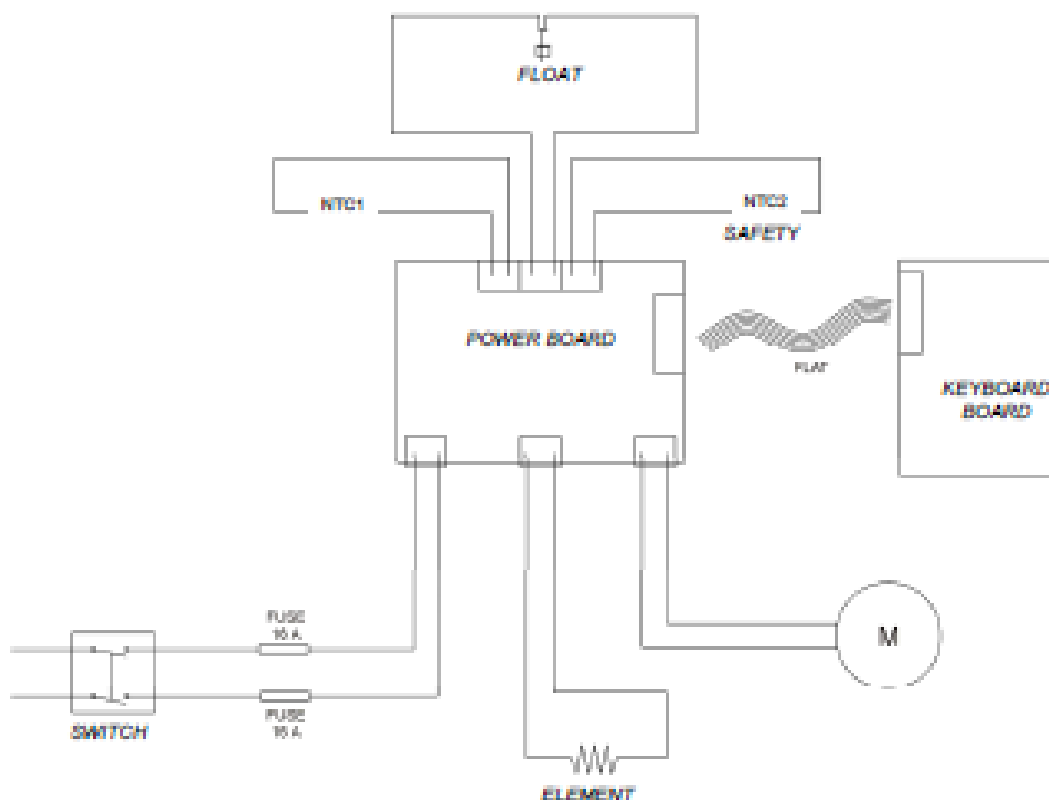 FLOAT
NTC1
NTC2
SAFETY
POWER BOARD
FLAT
KEYBOARD
BOARD
FUSE
16 A
M
SWITCH
FUSE
16 A
ELEMENT